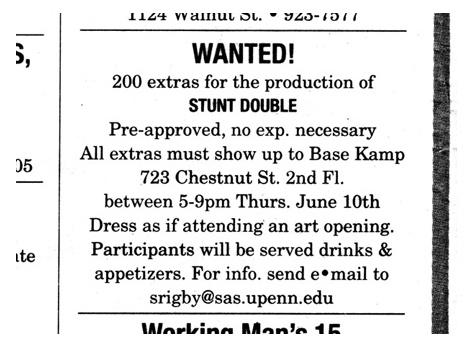 1124 Walnut St. • 923-7577
S,
WANTED!
200 extras for the production of
STUNT DOUBLE
Pre-approved, no exp. necessary
All extras must show up to Base Kamp
05
723 Chestnut St. 2nd Fl.
between 5-9pm Thurs. June 10th
Dress as if attending an art opening.
Participants will be served drinks &
ate
appetizers. For info. send e•mail to
srigby@sas.upenn.edu
Working Man's 15